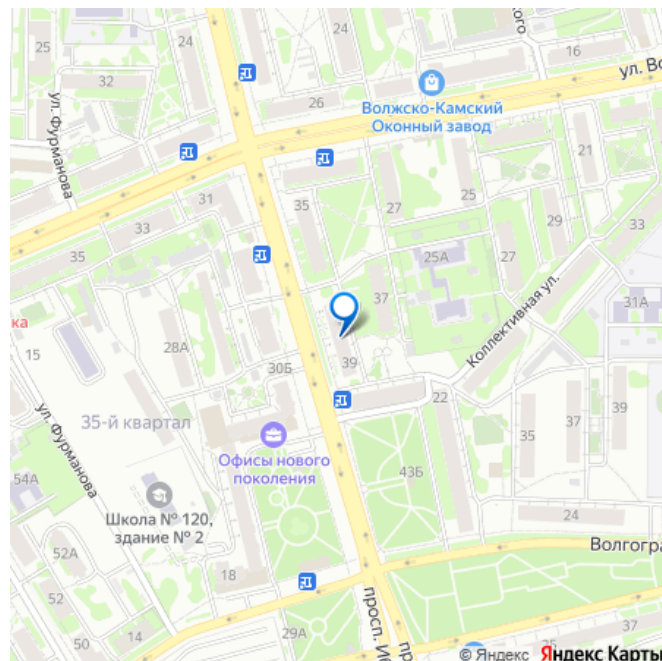 24
25
24
16
32
ул. Во
26
Волжско-Камский
Оконный завод
ул. Фурманова
21
31
35
25
27
29
33
33
35
25А
27
37
31А
ка
Коллективная ул.
15
28А
39
30Б
22
35-й квартал
39
37
35
ул. Фурманова
Офисы нового
поколения
43Б
54А
Школа № 120,
здание № 2
24
52А
Волгогра
18
52
просп. И
29А
14
50
37
© Яндекс Яндекс Карты